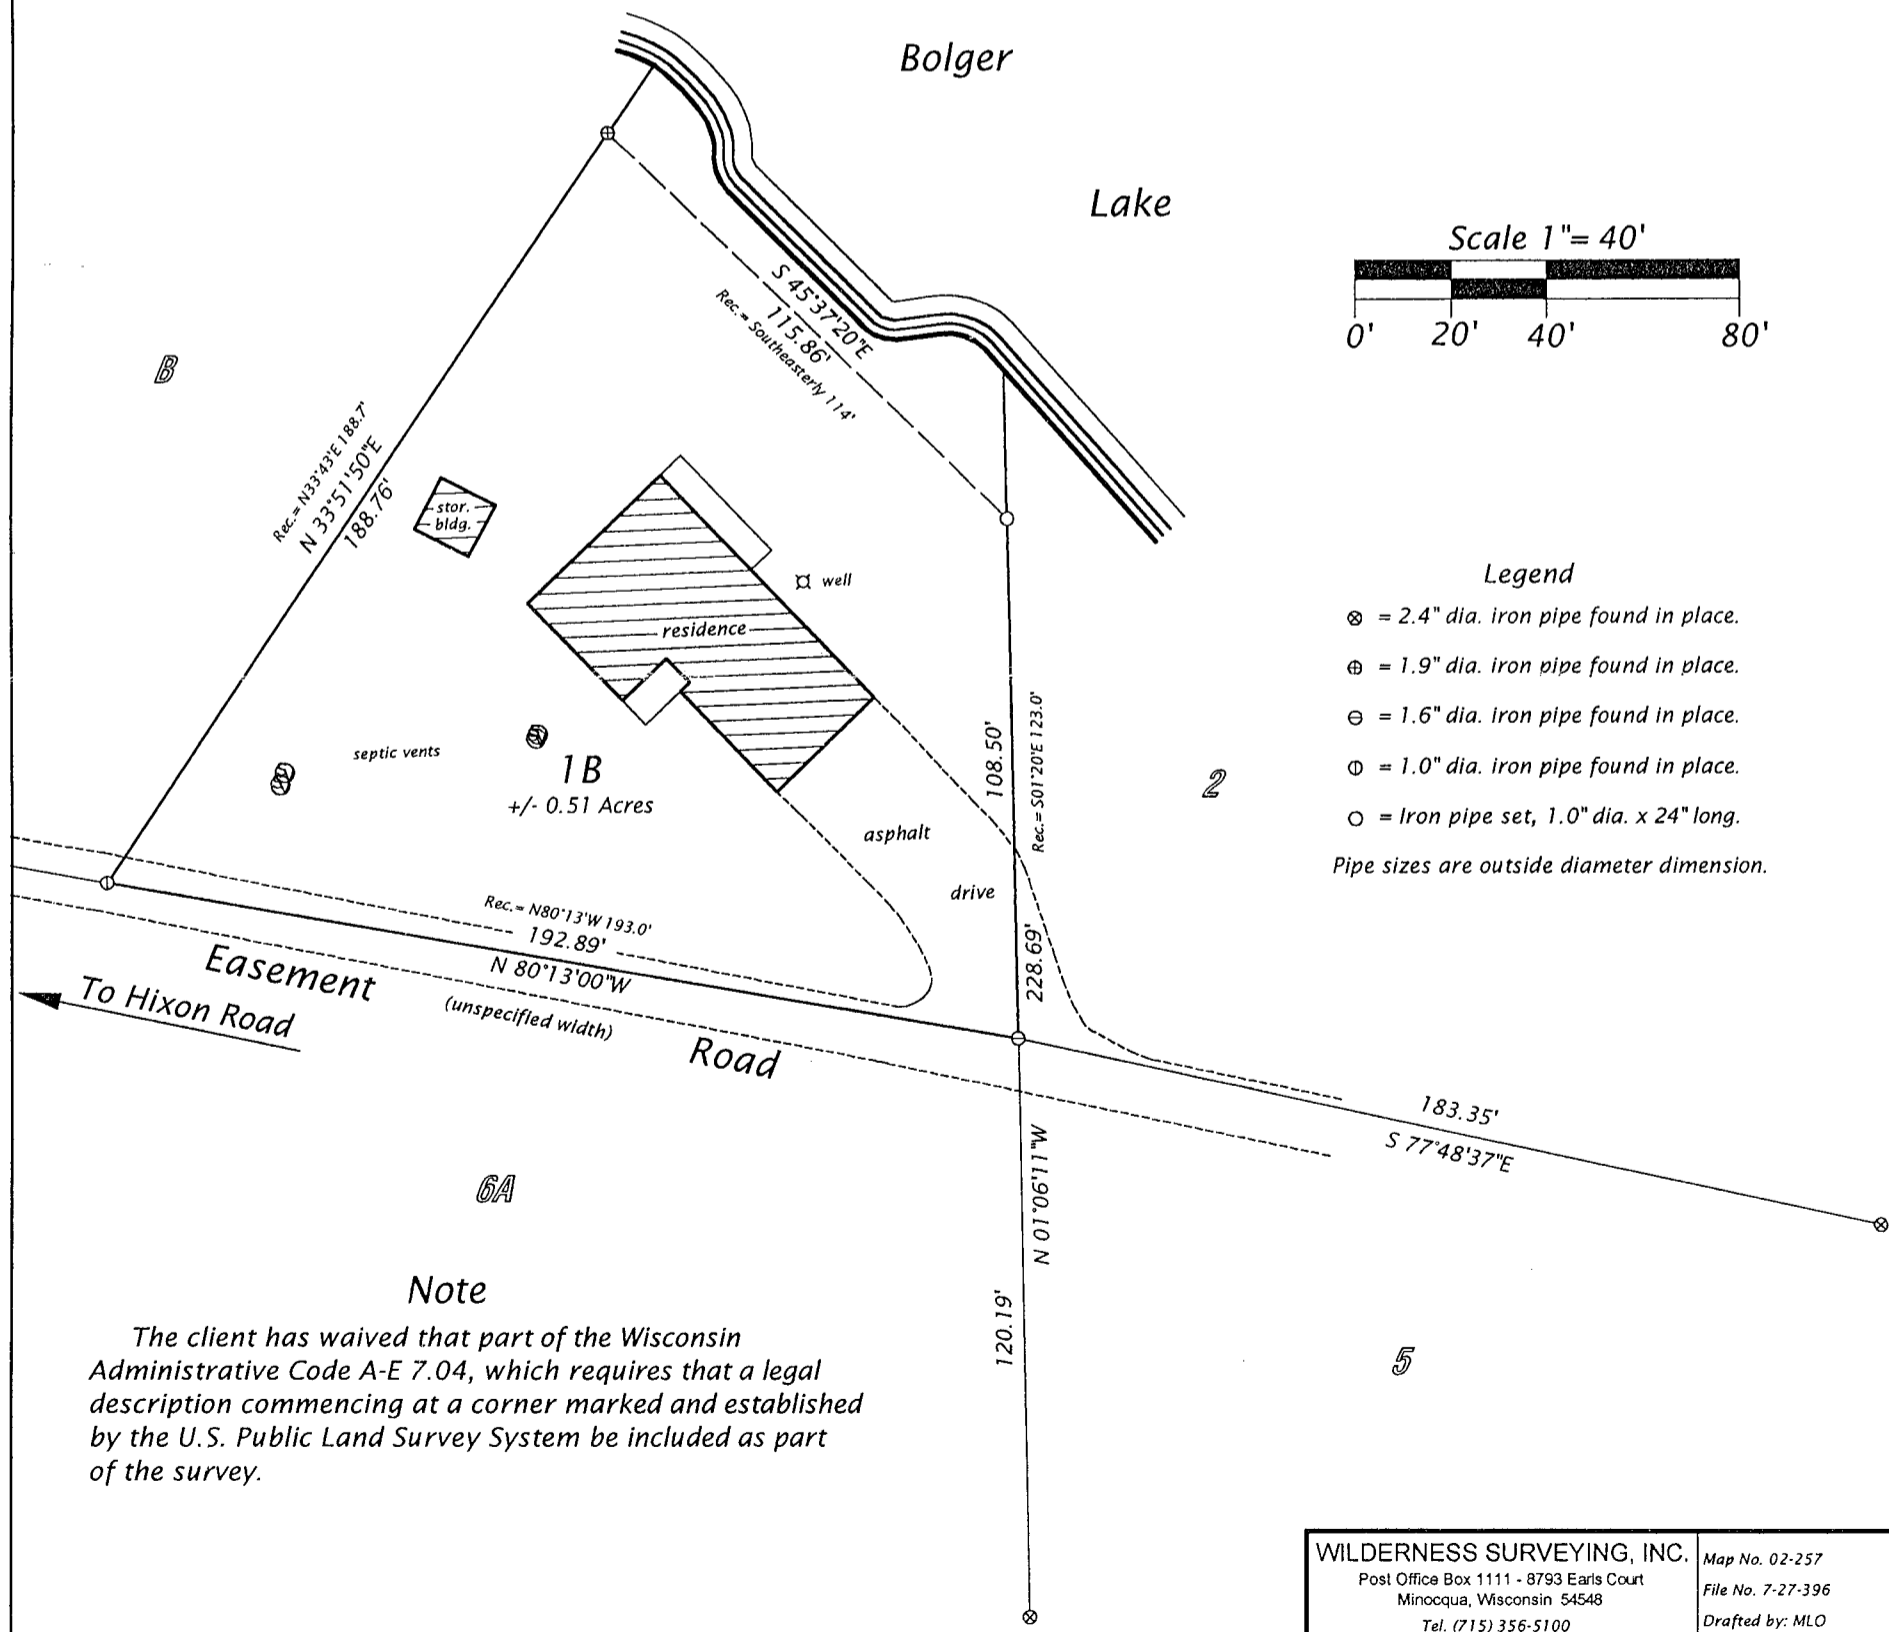 Bolger
Lake
Scale 1"= 40'
0' 20' 40' 80'
S 45°37'20"E
115.86'
Rec.= Southeasterly 114'
B
Rec.= N33°43'E 188.7'
N 33°51'50"E
188.76'
stor.
bldg.
well
residence
Legend
= 2.4" dia. iron pipe found in place.
= 1.9" dia. iron pipe found in place.
= 1.6" dia. iron pipe found in place.
= 1.0" dia. iron pipe found in place.
= Iron pipe set, 1.0" dia. x 24" long.
Pipe sizes are outside diameter dimension.
108.50'
Rec.= S01°20'E 123.0'
2
septic vents
S
S
S
S
1B
+/- 0.51 Acres
asphalt
drive
228.69'
Rec.= N80°13'W 193.0'
192.89'
N 80°13'00"W
Easement
(unspecified width)
Road
To Hixon Road
183.35'
S 77°48'37"E
N 01°06'11"W
6A
120.19'
5
Note
The client has waived that part of the Wisconsin
Administrative Code A-E 7.04, which requires that a legal
description commencing at a corner marked and established
by the U.S. Public Land Survey System be included as part
of the survey.
WILDERNESS SURVEYING, INC.
Post Office Box 1111 - 8793 Earls Court
Minocqua, Wisconsin 54548
Tel. (715) 356-5100
Map No. 02-257
File No. 7-27-396
Drafted by: MLO